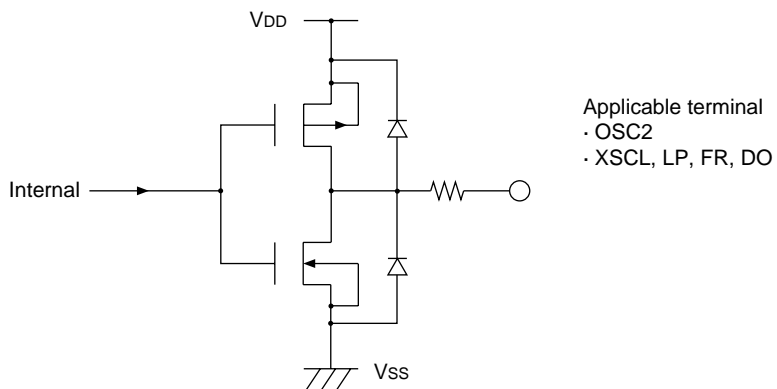 VDD
Applicable terminal
· OSC2
· XSCL, LP, FR, DO
Internal
VSS